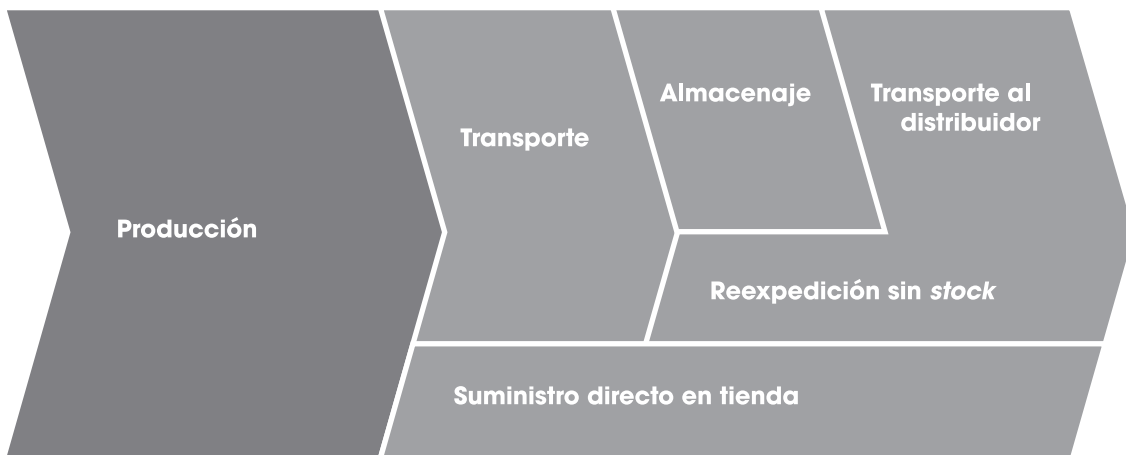 Producción
Transporte
Almacenaje
Transporte al
distribuidor
Reexpedición sin stock
Suministro directo en tienda